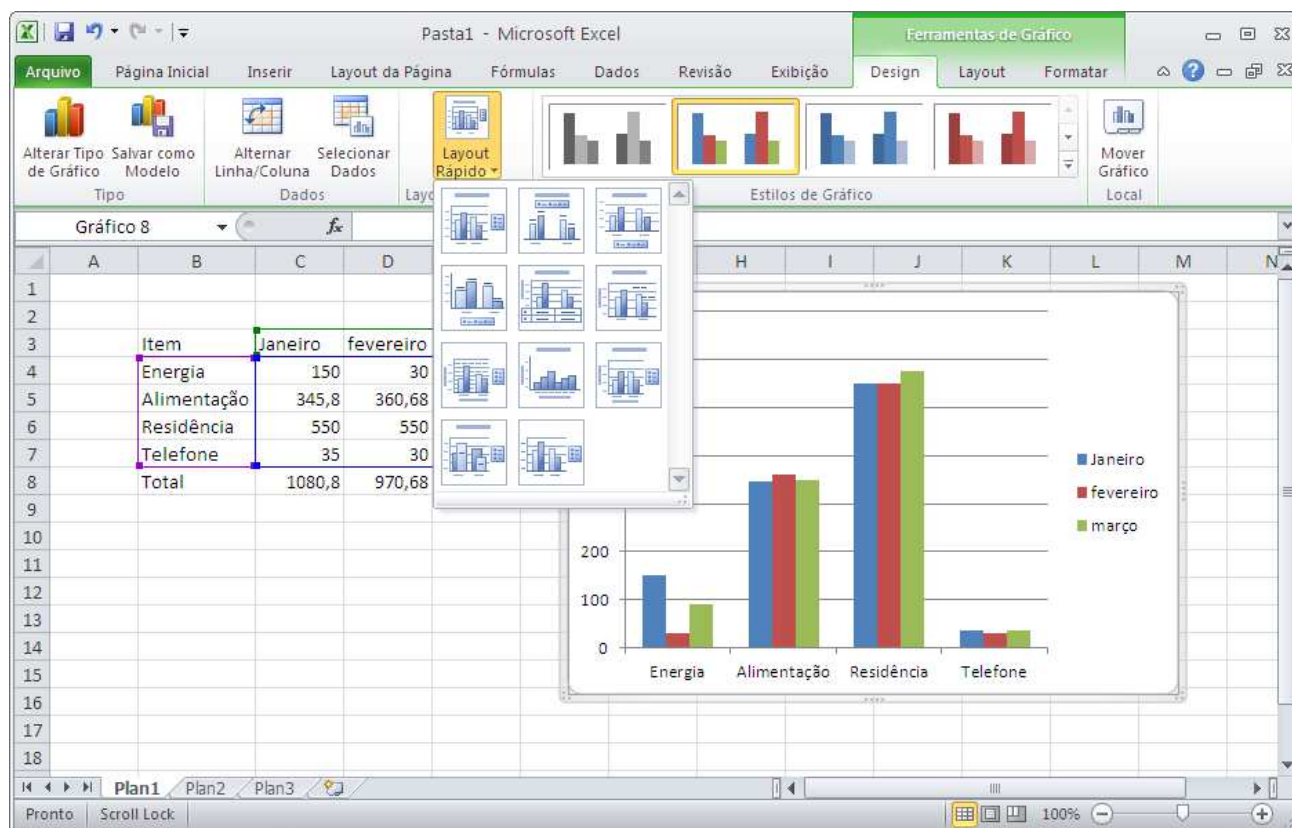 Pasta1 - Microsoft Excel
Ferramentas de Gráfico
Arquivo Página Inicial Inserir Layout da Página Fórmulas Dados Revisão Exibição Design Layout Formatar
Alterar Tipo de Gráfico
Salvar como Modelo
Alternar Linha/Coluna
Selecionar Dados
Layout Rápido
Mover Gráfico
Tipo Dados Layo Estilos de Gráfico Local
Gráfico 8 fx
A B C D H I J K L M N
1
2
3 Item Janeiro fevereiro
4 Energia 150 30
5 Alimentação 345,8 360,68
6 Residência 550 550
7 Telefone 35 30
8 Total 1080,8 970,68
9
10
11
12
13
14
15
16
17
18
Janeiro
fevereiro
março
200
100
0
Energia Alimentação Residência Telefone
Plan1 Plan2 Plan3
Pronto Scroll Lock 100%